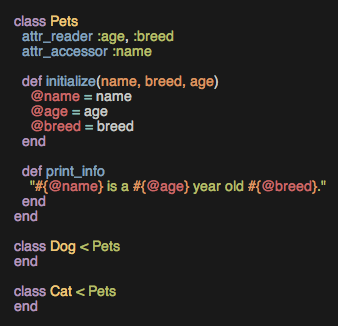 class Pets
attr_reader :age, :breed
attr_accessor :name
def initialize(name, breed, age)
@name = name
@age = age
@breed = breed
end
def print_info
"#{@name} is a #{@age} year old #{@breed}."
end
end
class Dog < Pets
end
class Cat < Pets
end